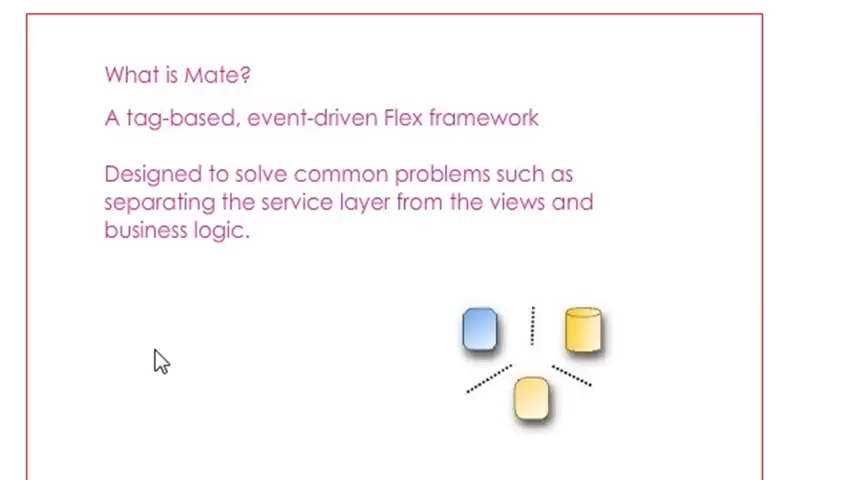 What is Mate?
A tag-based, event-driven Flex framework
Designed to solve common problems such as
separating the service layer from the views and
business logic.